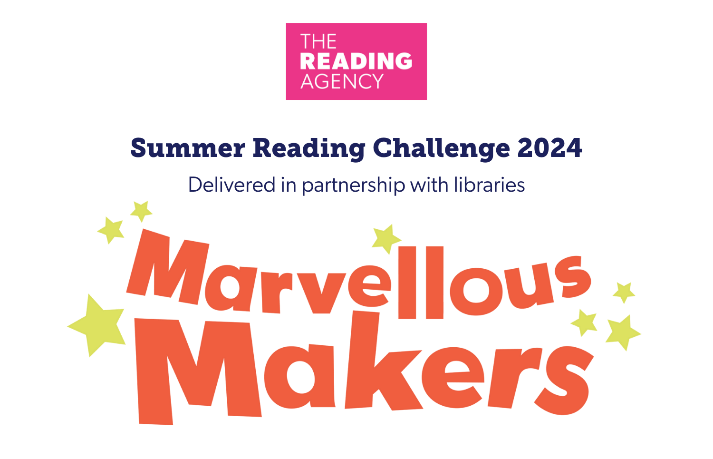 THE
READING
AGENCY
Summer Reading Challenge 2024
Delivered in partnership with libraries
Marvellous
Makers